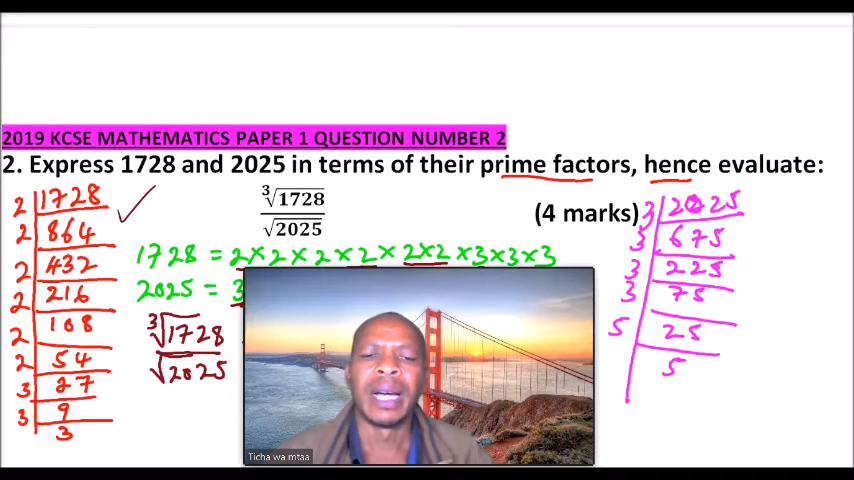 2019 KCSE MATHEMATICS PAPER 1 QUESTION NUMBER 2
2. Express 1728 and 2025 in terms of their prime factors, hence evaluate:
∛1728
√2025
(4 marks)
2 | 1728
2 | 864
2 | 432
2 | 216
2 | 108
2 | 54
3 | 27
3 | 9
3
1728 = 2×2×2×2×2×2×3×3×3
2025 = 3
∛1728
√2025
3 | 2025
3 | 675
3 | 225
3 | 75
5 | 25
5
Ticha wa mtaa